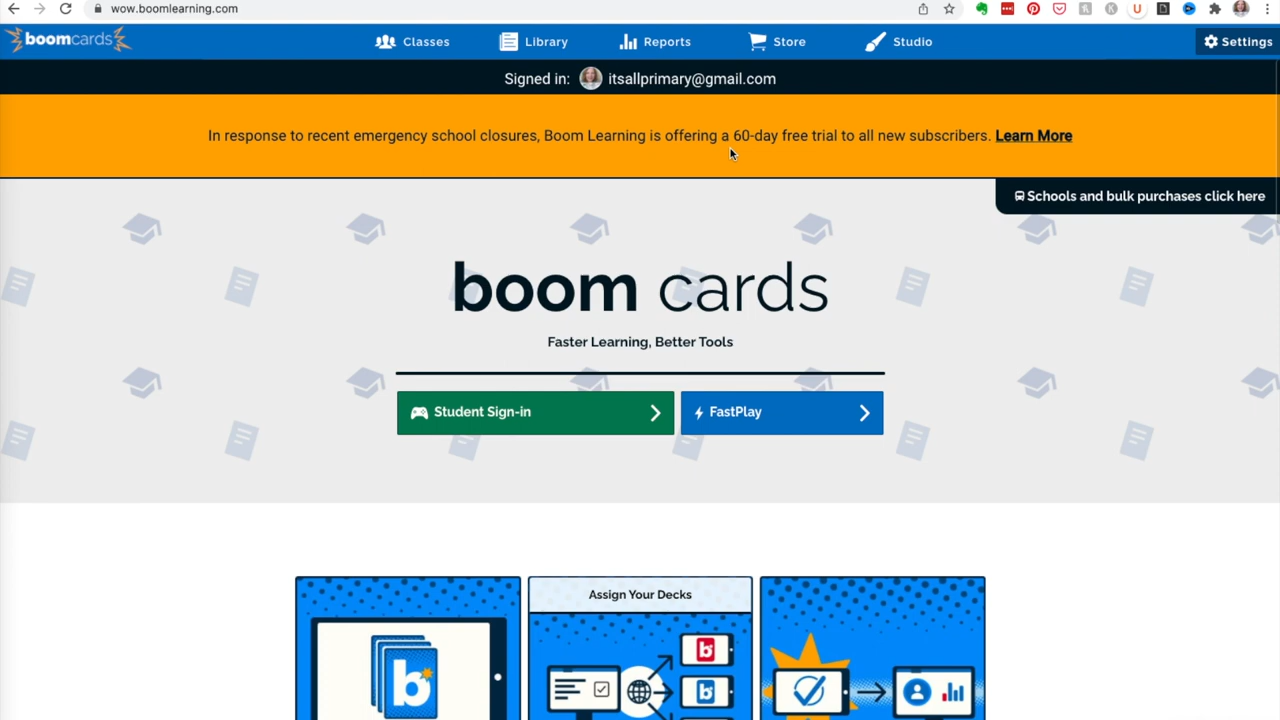 wow.boomlearning.com
boomcards
Classes
Library
Reports
Store
Studio
Settings
Signed in: itsallprimary@gmail.com
In response to recent emergency school closures, Boom Learning is offering a 60-day free trial to all new subscribers. Learn More
Schools and bulk purchases click here
boom cards
Faster Learning, Better Tools
Student Sign-in
FastPlay
Assign Your Decks